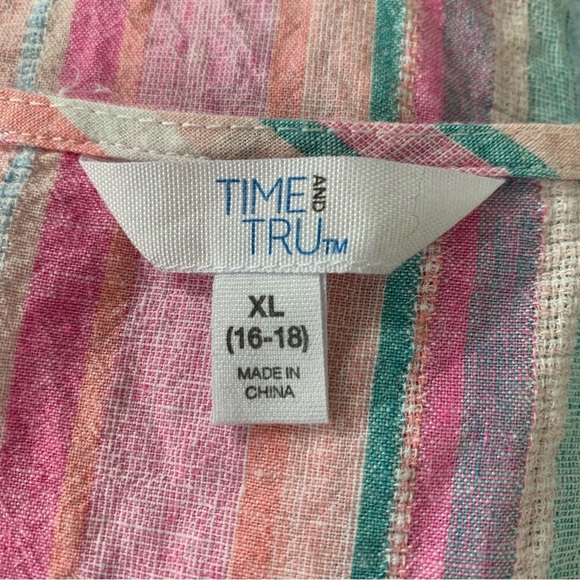 TIME AND
TRU™
XL
(16-18)
MADE IN
CHINA